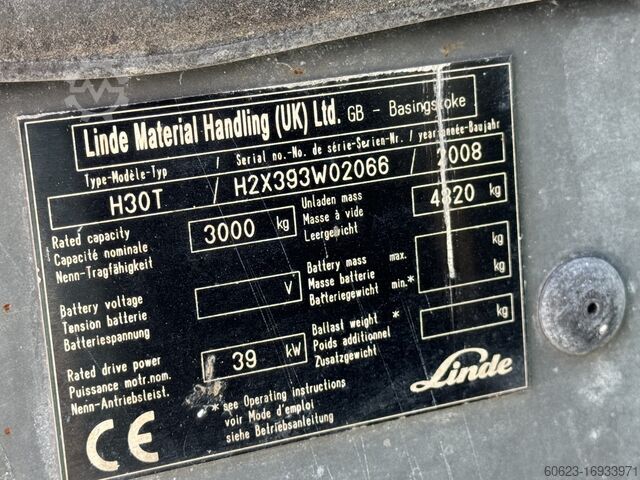 Linde Material Handling (UK) Ltd. GB - Basingstoke
Type-Modèle-Typ / Serial no.-No. de série-Serien-Nr. / year-année-Baujahr
H30T / H2X393W02066 / 2008
Rated capacity
Capacité nominale
Nenn-Tragfähigkeit
3000 kg
Unladen mass
Masse à vide
Leergewicht
4820 kg
Battery voltage
Tension batterie
Batteriespannung
V
Battery mass max.
Masse batterie
Batteriegewicht min.*
kg
kg
Rated drive power
Puissance motr.nom.
Nenn-Antriebsleist.
39 kW
Ballast weight *
Poids additionnel
Zusatzgewicht
kg
CE
*see Operating instructions
voir Mode d'emploi
siehe Betriebsanleitung
Linde
60623-16933971